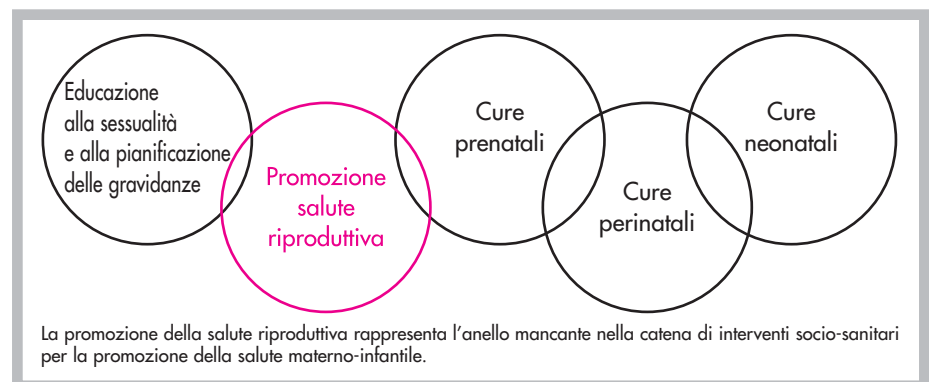 Educazione
alla sessualità
e alla pianificazione
delle gravidanze
Promozione
salute
riproduttiva
Cure
prenatali
Cure
perinatali
Cure
neonatali
La promozione della salute riproduttiva rappresenta l'anello mancante nella catena di interventi socio-sanitari
per la promozione della salute materno-infantile.